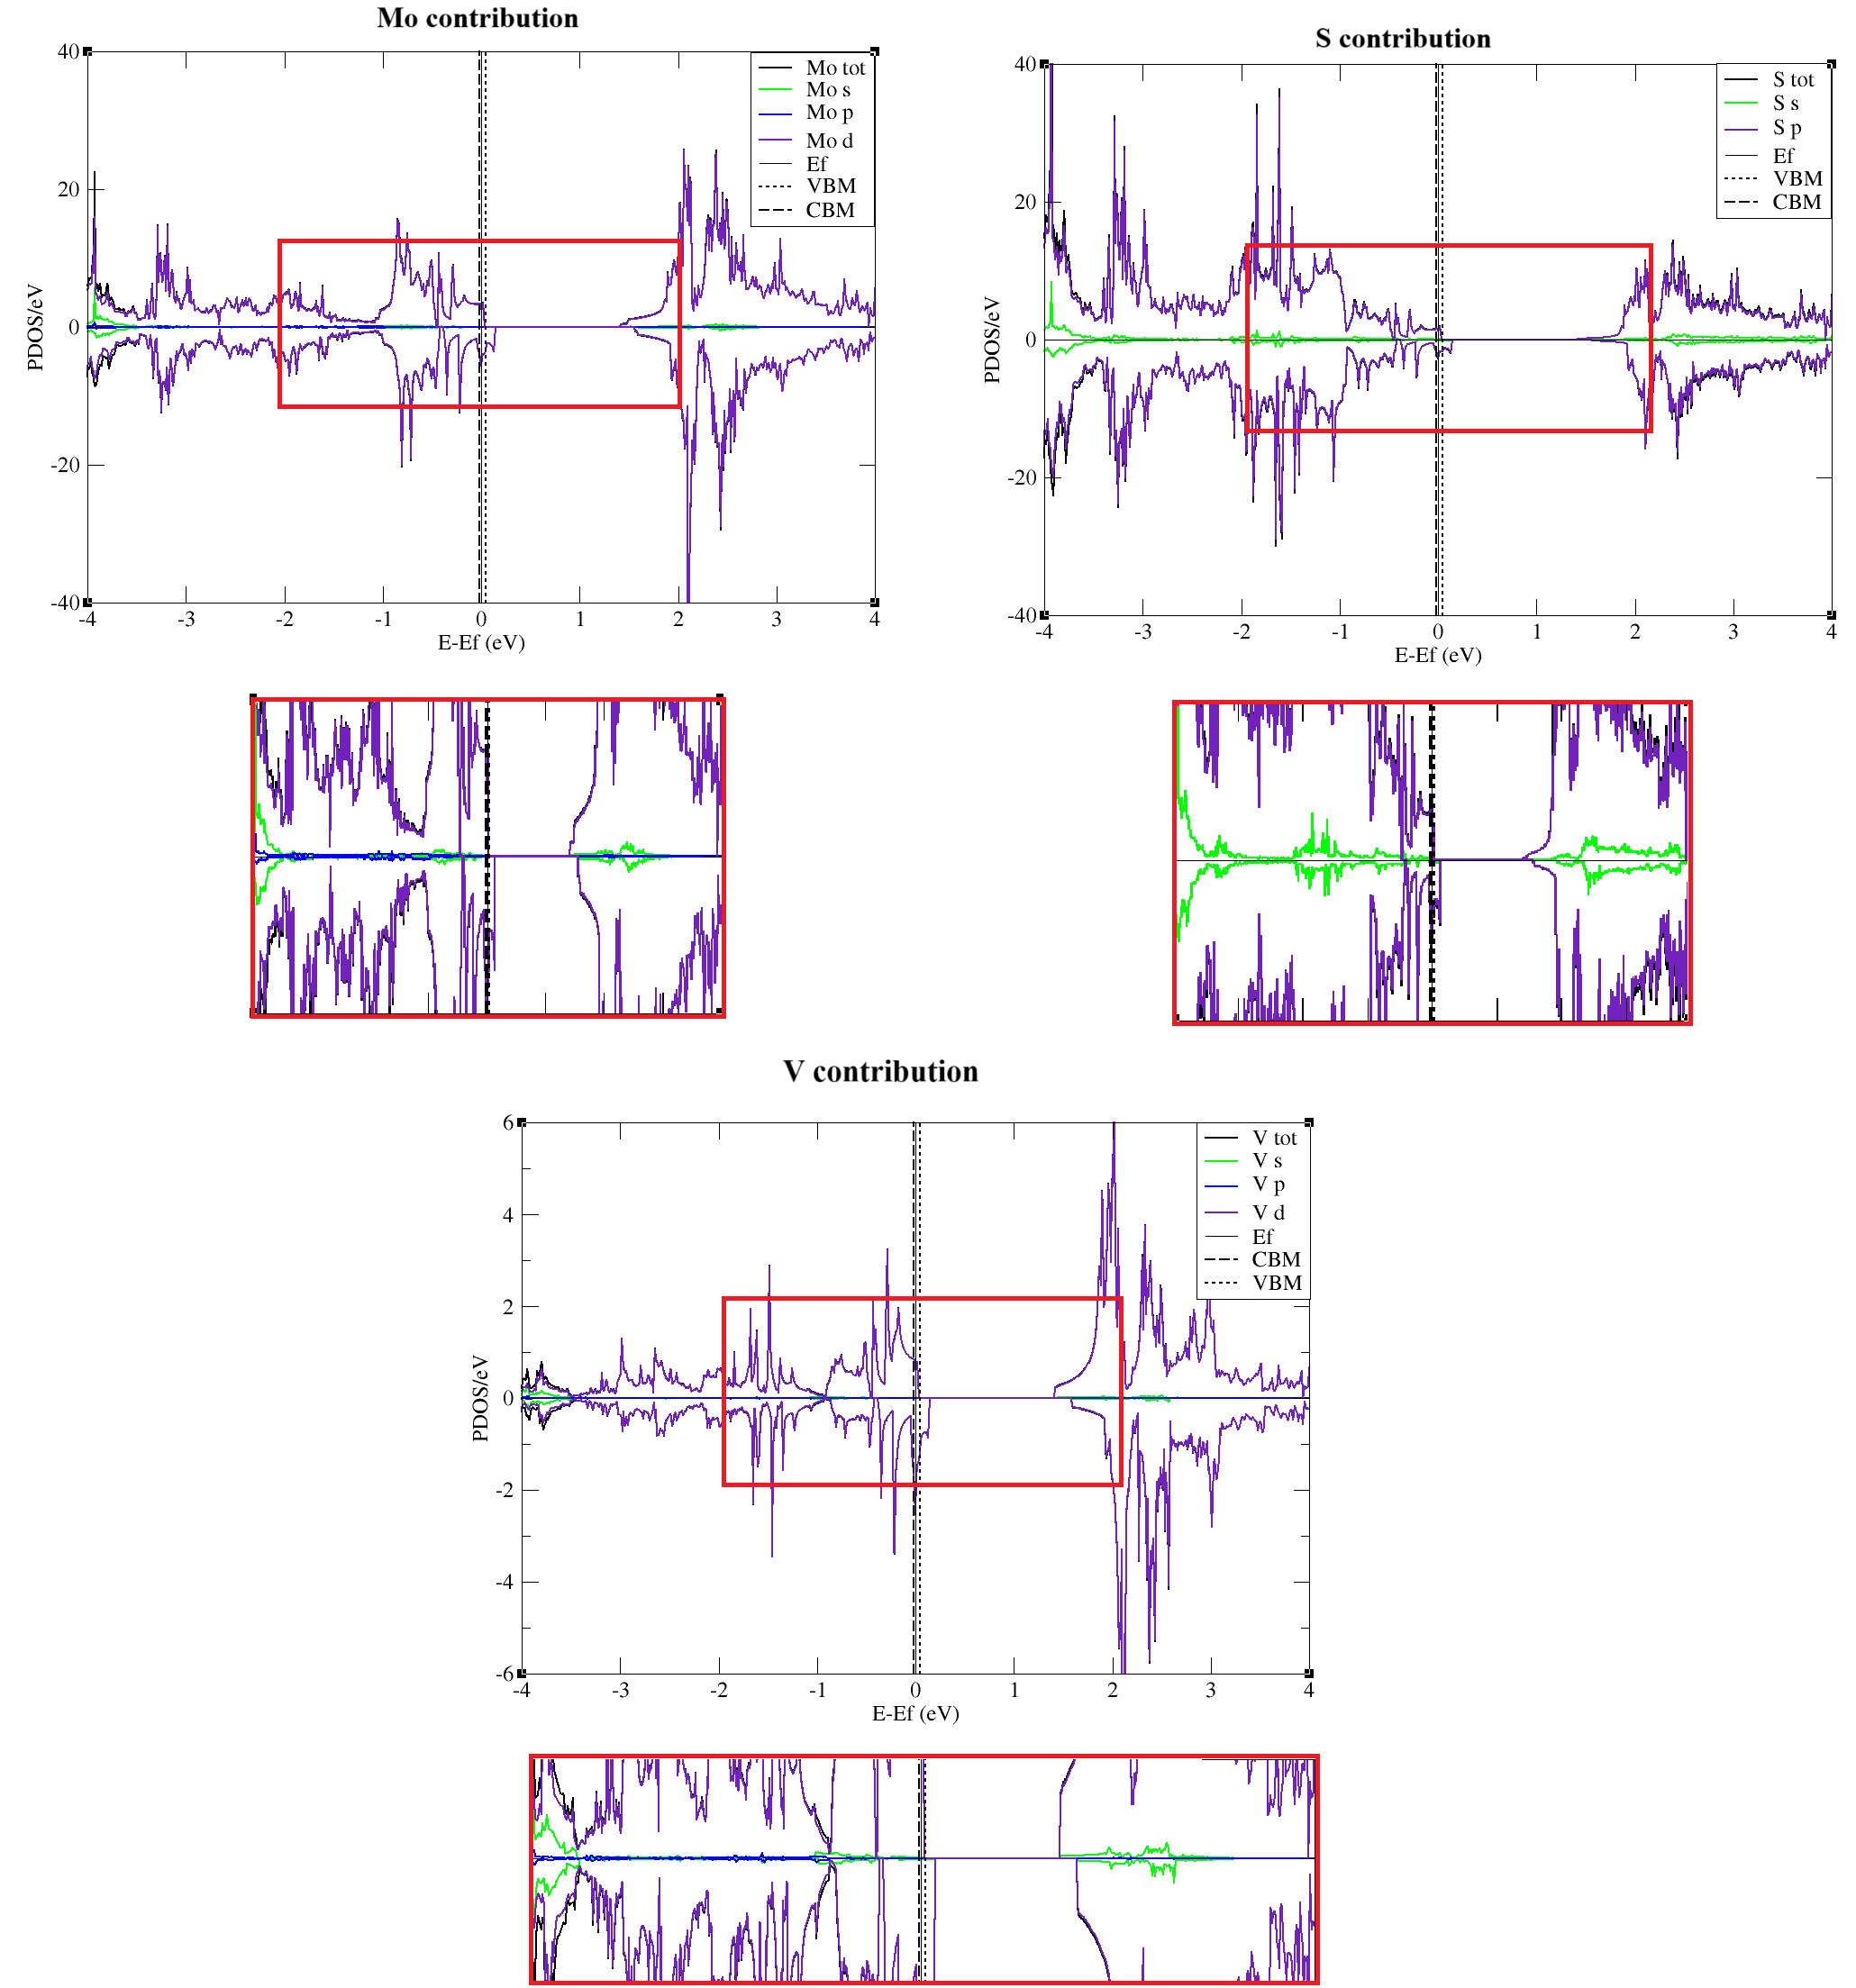 Mo contribution
40
20
0
-20
-40
PDOS/eV
-4 -3 -2 -1 0 1 2 3 4
E-Ef (eV)
Mo tot
Mo s
Mo p
Mo d
Ef
VBM
CBM
S contribution
40
20
0
-20
-40
PDOS/eV
-4 -3 -2 -1 0 1 2 3 4
E-Ef (eV)
S tot
S s
S p
Ef
VBM
CBM
V contribution
6
4
2
0
-2
-4
-6
PDOS/eV
-4 -3 -2 -1 0 1 2 3 4
E-Ef (eV)
V tot
V s
V p
V d
Ef
CBM
VBM